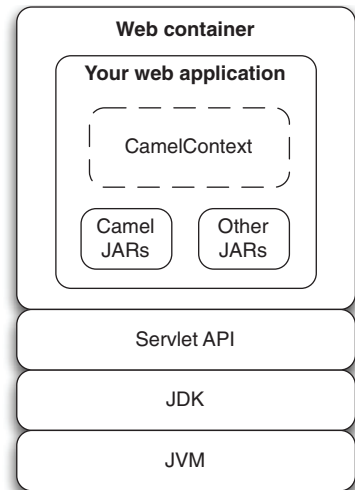 Web container
Your web application
CamelContext
Camel
JARs
Other
JARs
Servlet API
JDK
JVM